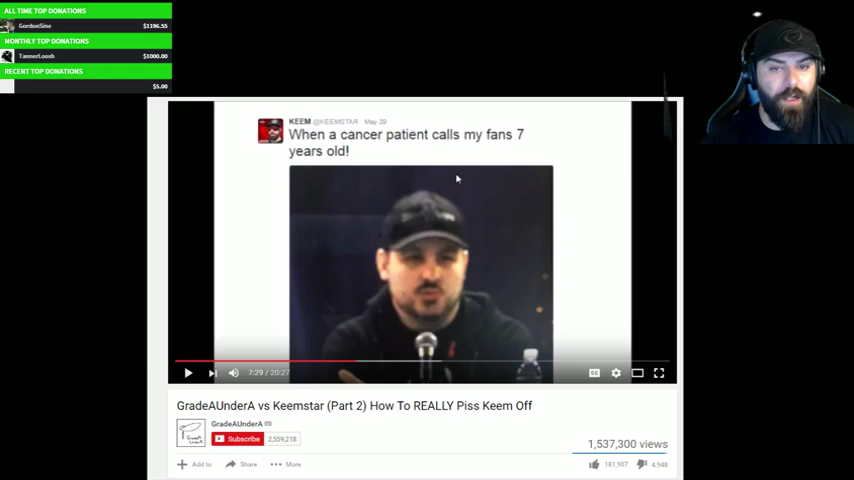 ALL TIME TOP DONATIONS
GordonSine $1196.55
MONTHLY TOP DONATIONS
TannerLoosh $1000.00
RECENT TOP DONATIONS
$5.00
KEEM @KEEMSTAR May 29
When a cancer patient calls my fans 7
years old!
7:29 / 20:27
GradeAUnderA vs Keemstar (Part 2) How To REALLY Piss Keem Off
GradeAUnderA
Subscribe 2,559,218
1,537,300 views
Add to Share More
181,907 4,948